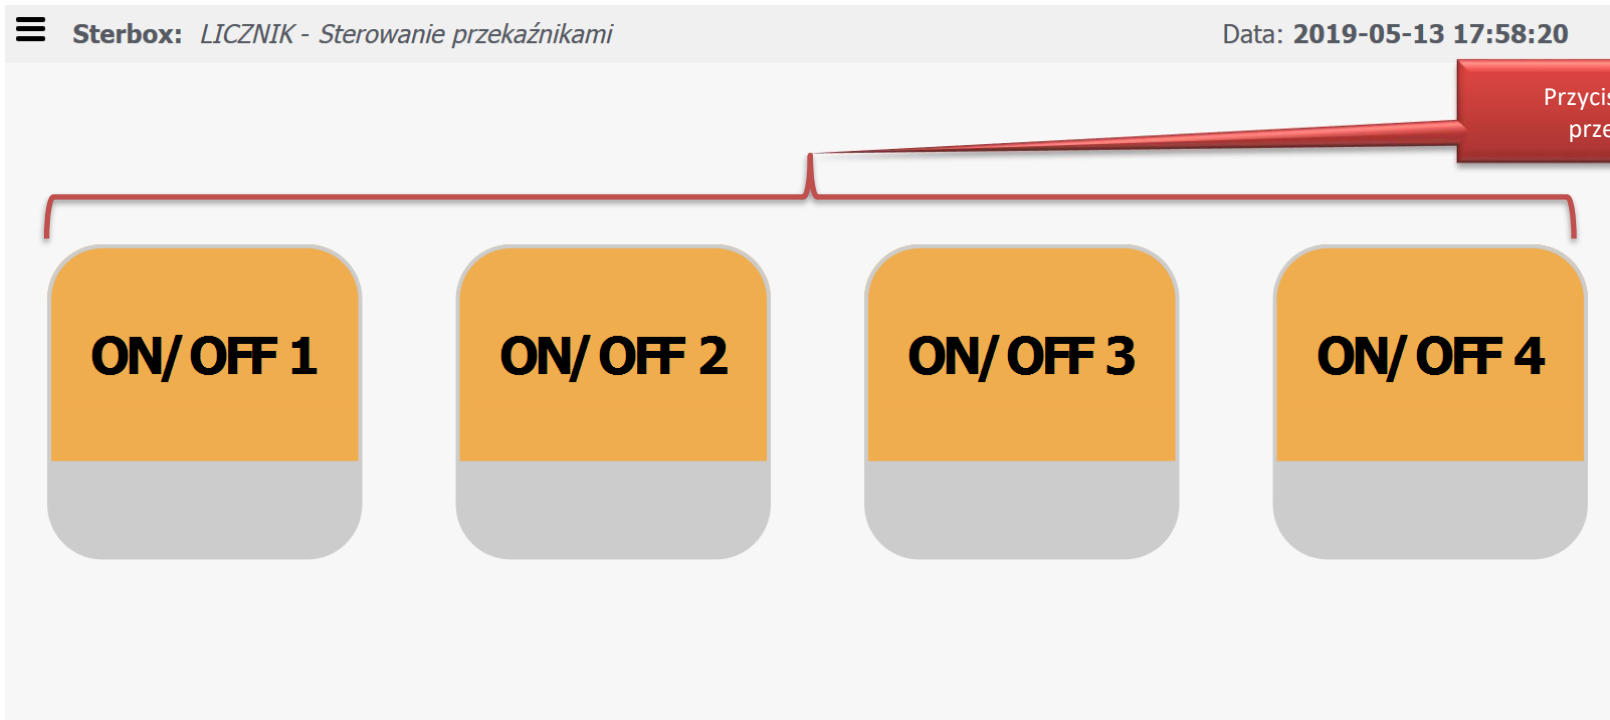 Sterbox: LICZNIK - Sterowanie przekaźnikami
Data: 2019-05-13 17:58:20
ON/OFF 1
ON/OFF 2
ON/OFF 3
ON/OFF 4